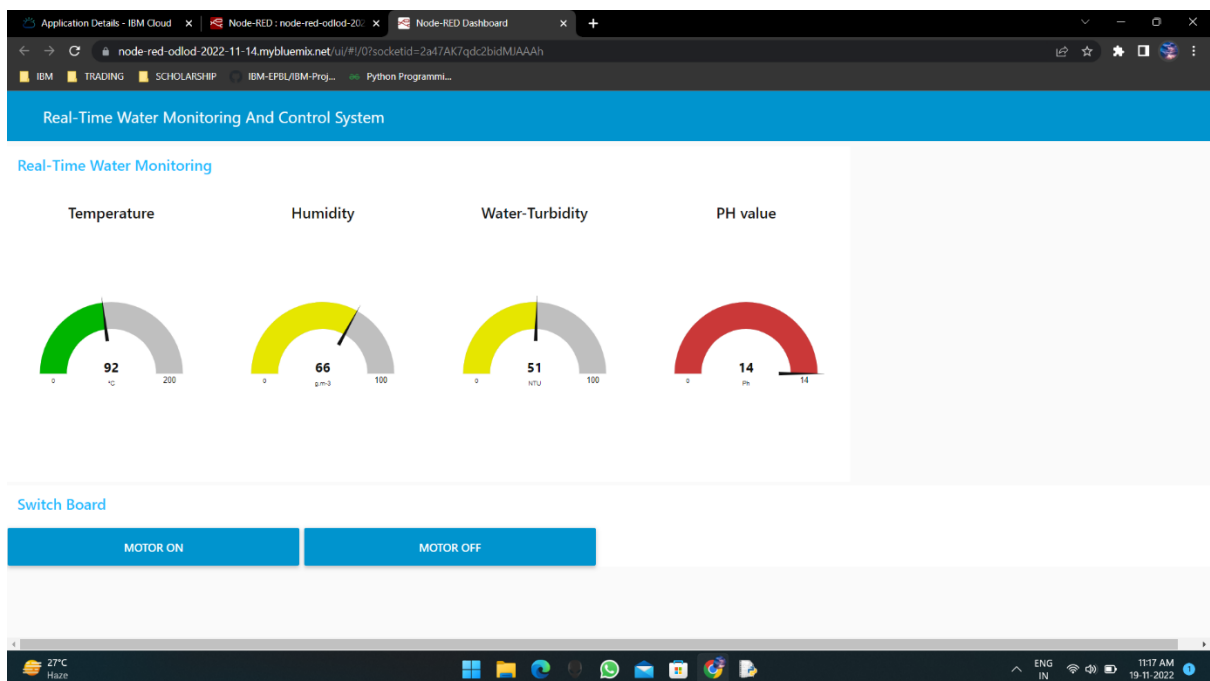 Application Details - IBM Cloud
Node-RED : node-red-odlod-202
Node-RED Dashboard
node-red-odlod-2022-11-14.mybluemix.net/ui/#!/0?socketid=2a47AK7qdc2bidMJAAAh
IBM TRADING SCHOLARSHIP IBM-EPBL/IBM-Proj... Python Programmi...
Real-Time Water Monitoring And Control System
Real-Time Water Monitoring
Temperature Humidity Water-Turbidity PH value
92 66 51 14
0 °C 200 0 g.m-3 100 0 NTU 100 0 Ph 14
Switch Board
MOTOR ON MOTOR OFF
27°C
Haze
ENG
IN
11:17 AM
19-11-2022
1